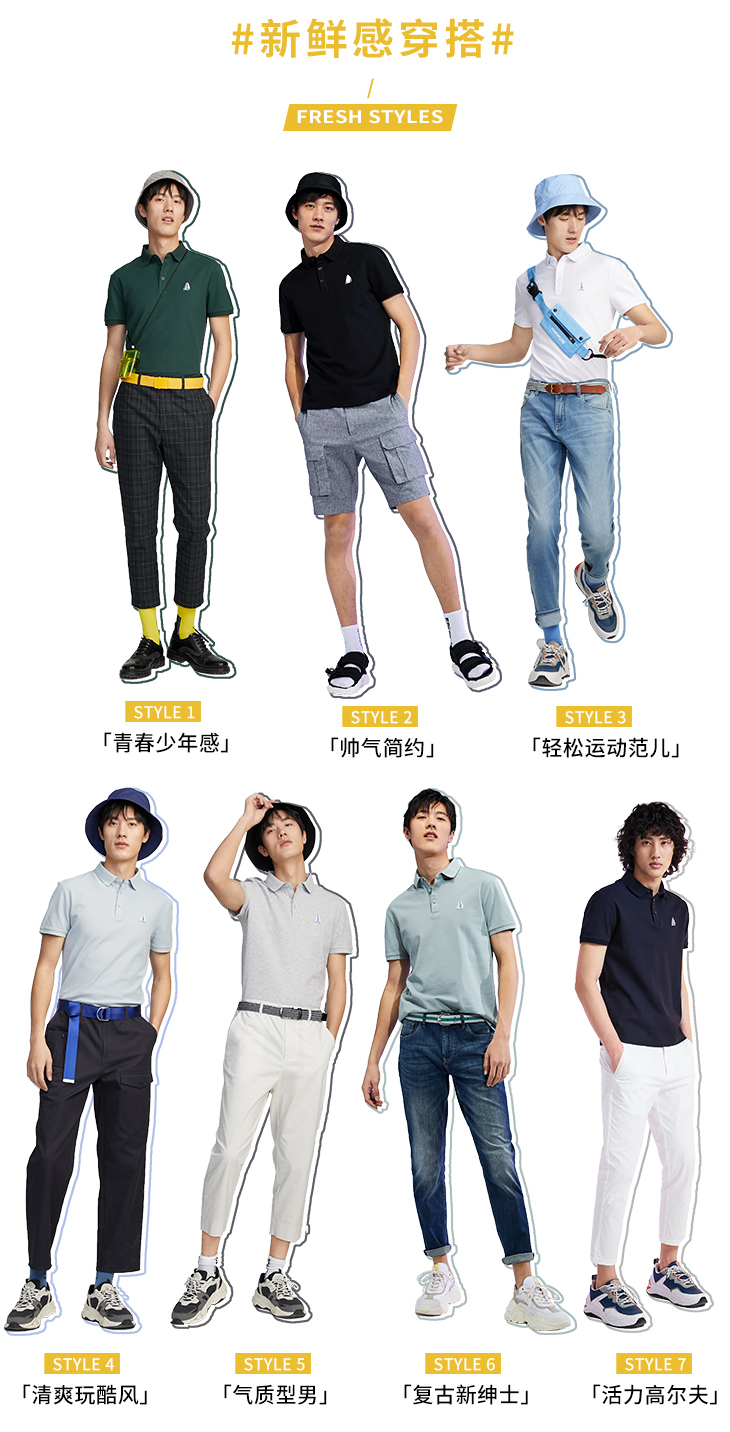 #新鲜感穿搭#
FRESH STYLES
STYLE 1
「青春少年感」
STYLE 2
「帅气简约」
STYLE 3
「轻松运动范儿」
STYLE 4
「清爽玩酷风」
STYLE 5
「气质型男」
STYLE 6
「复古新绅士」
STYLE 7
「活力高尔夫」